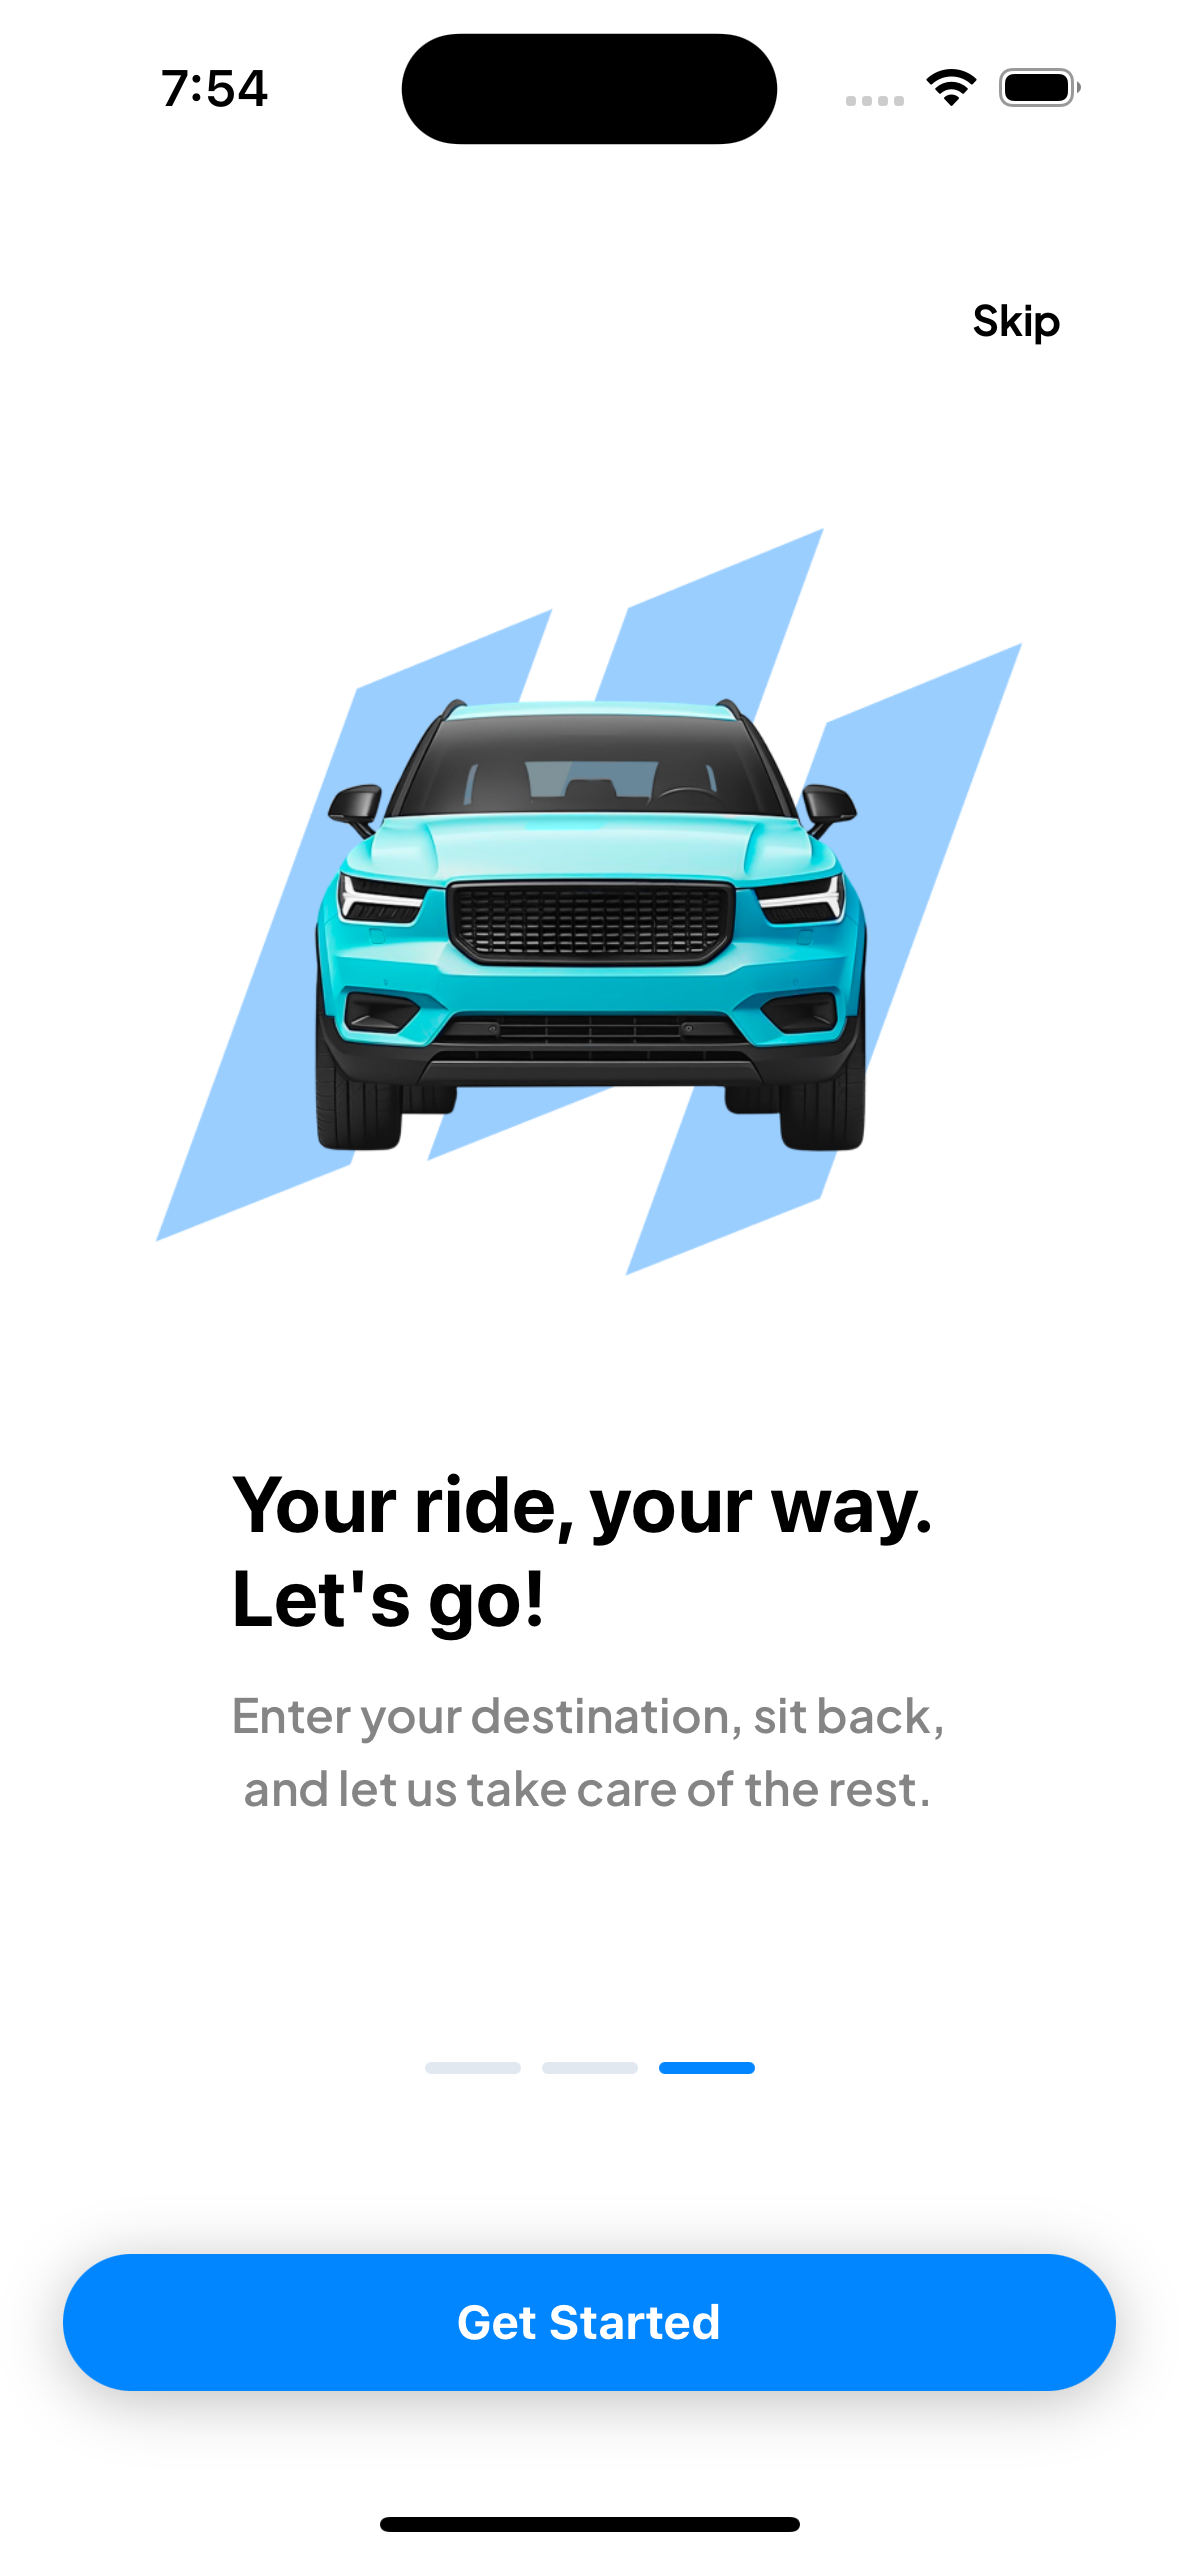 7:54
Skip
Your ride, your way.
Let's go!
Enter your destination, sit back,
and let us take care of the rest.
Get Started